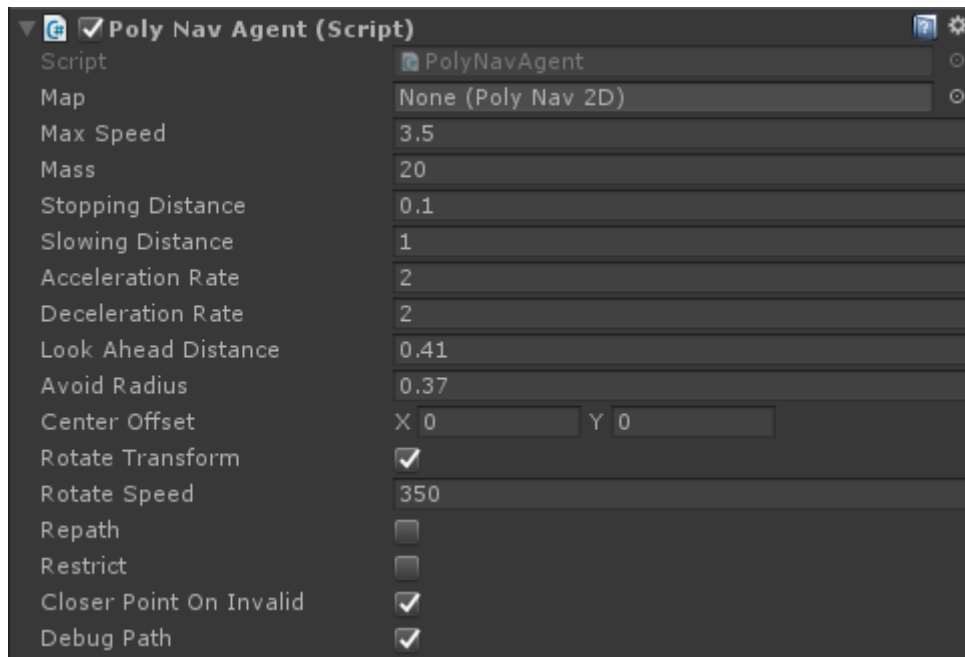 Poly Nav Agent (Script)
Script PolyNavAgent
Map None (Poly Nav 2D)
Max Speed 3.5
Mass 20
Stopping Distance 0.1
Slowing Distance 1
Acceleration Rate 2
Deceleration Rate 2
Look Ahead Distance 0.41
Avoid Radius 0.37
Center Offset X 0 Y 0
Rotate Transform
Rotate Speed 350
Repath
Restrict
Closer Point On Invalid
Debug Path